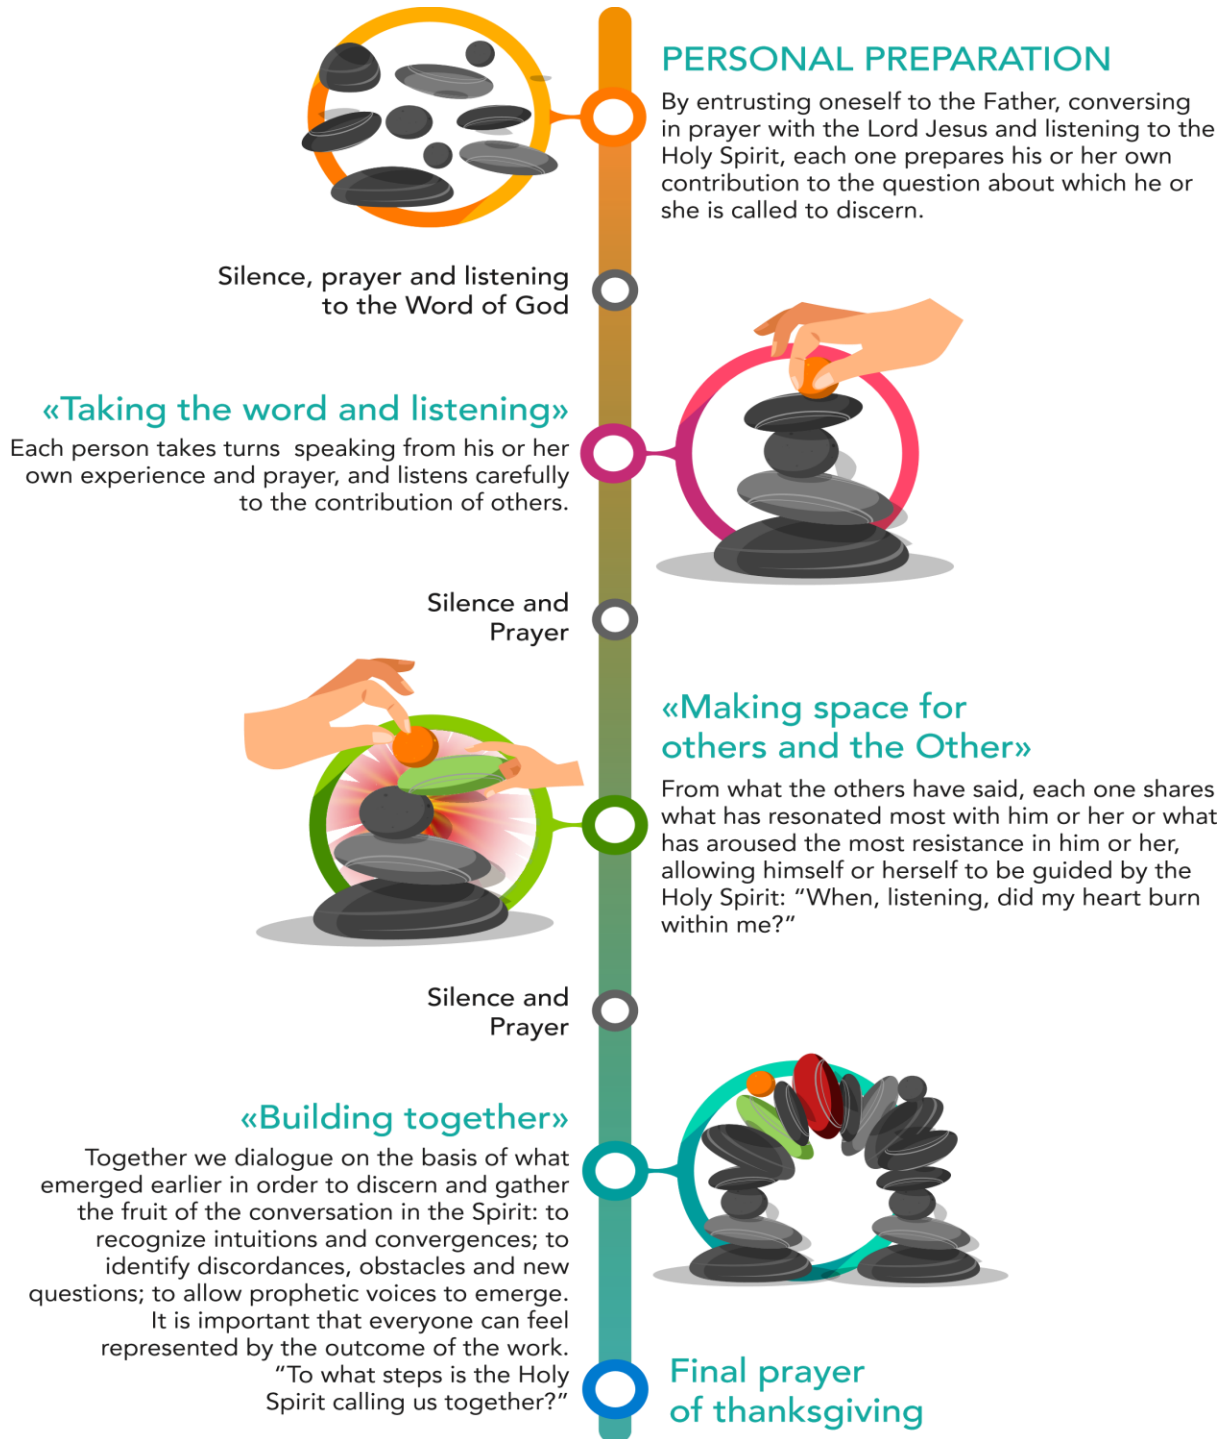 PERSONAL PREPARATION
By entrusting oneself to the Father, conversing
in prayer with the Lord Jesus and listening to the
Holy Spirit, each one prepares his or her own
contribution to the question about which he or
she is called to discern.
Silence, prayer and listening
to the Word of God
«Taking the word and listening»
Each person takes turns  speaking from his or her
own experience and prayer, and listens carefully
to the contribution of others.
Silence and
Prayer
«Making space for
others and the Other»
From what the others have said, each one shares
what has resonated most with him or her or what
has aroused the most resistance in him or her,
allowing himself or herself to be guided by the
Holy Spirit: “When, listening, did my heart burn
within me?”
Silence and
Prayer
«Building together»
Together we dialogue on the basis of what
emerged earlier in order to discern and gather
the fruit of the conversation in the Spirit: to
recognize intuitions and convergences; to
identify discordances, obstacles and new
questions; to allow prophetic voices to emerge.
It is important that everyone can feel
represented by the outcome of the work.
“To what steps is the Holy
Spirit calling us together?”
Final prayer
of thanksgiving